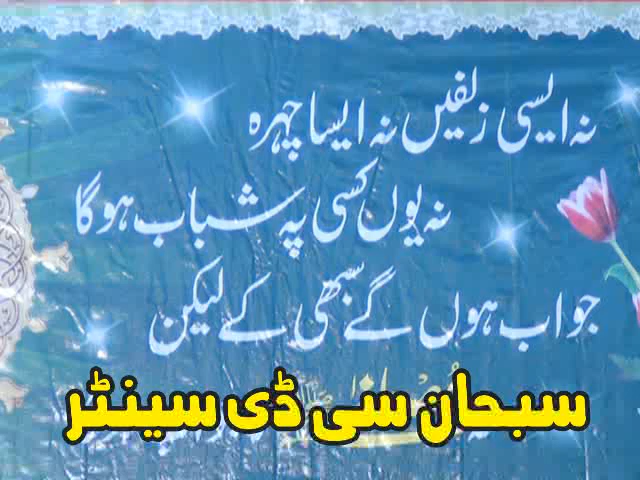 نہ ایسی زلفیں نہ ایسا چہرہ
نہ یوں کسی پہ شباب ہوگا
جواب ہوں گے سبھی کے لیکن
سبحان سی ڈی سینٹر